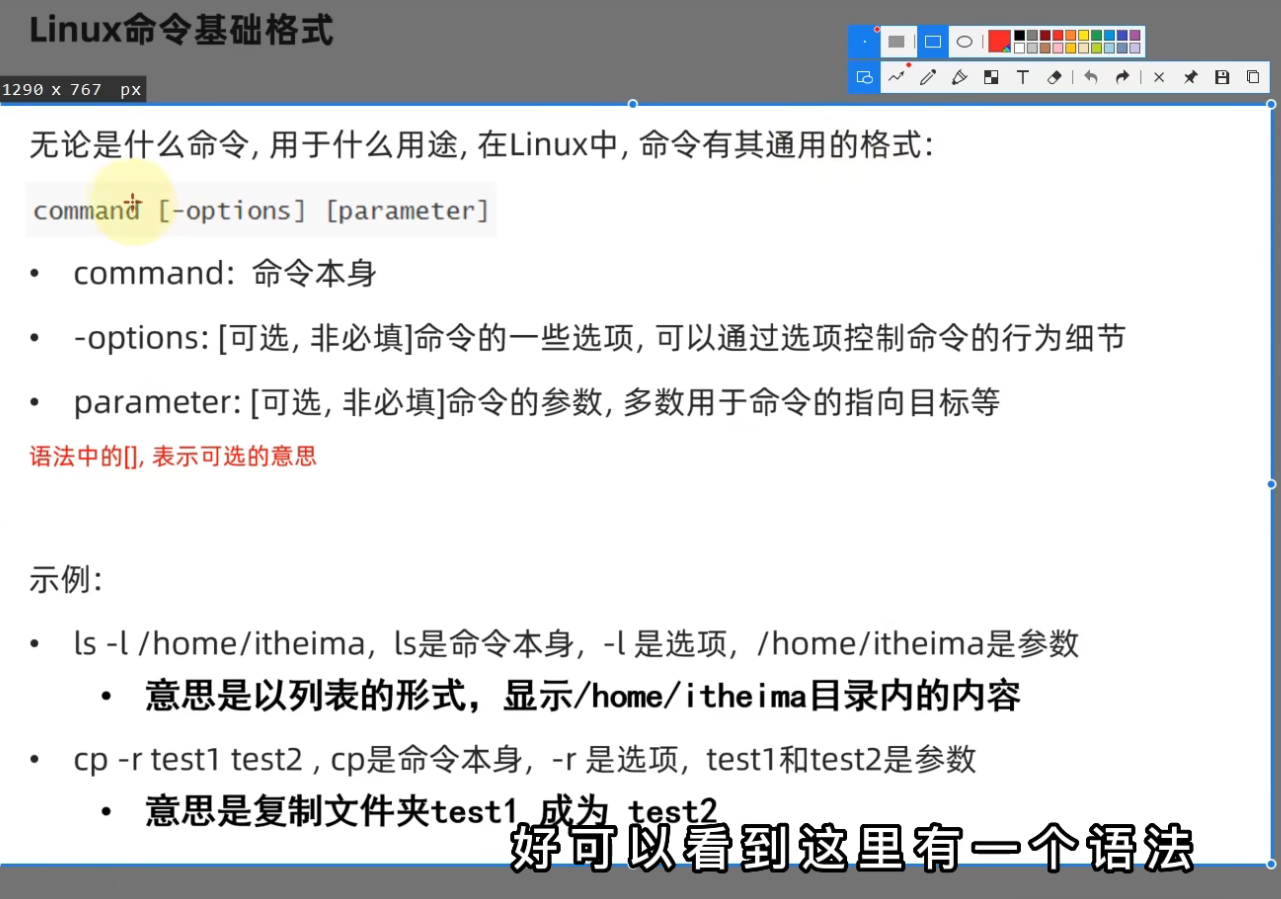 Linux命令基础格式
1290 x 767 px
无论是什么命令, 用于什么用途, 在Linux中, 命令有其通用的格式:
command [-options] [parameter]
• command: 命令本身
• -options: [可选, 非必填]命令的一些选项, 可以通过选项控制命令的行为细节
• parameter: [可选, 非必填]命令的参数, 多数用于命令的指向目标等
语法中的[], 表示可选的意思
示例:
• ls -l /home/itheima, ls是命令本身, -l 是选项, /home/itheima是参数
• 意思是以列表的形式, 显示/home/itheima目录内的内容
• cp -r test1 test2 , cp是命令本身, -r 是选项, test1和test2是参数
• 意思是复制文件夹test1 成为 test2
好可以看到这里有一个语法